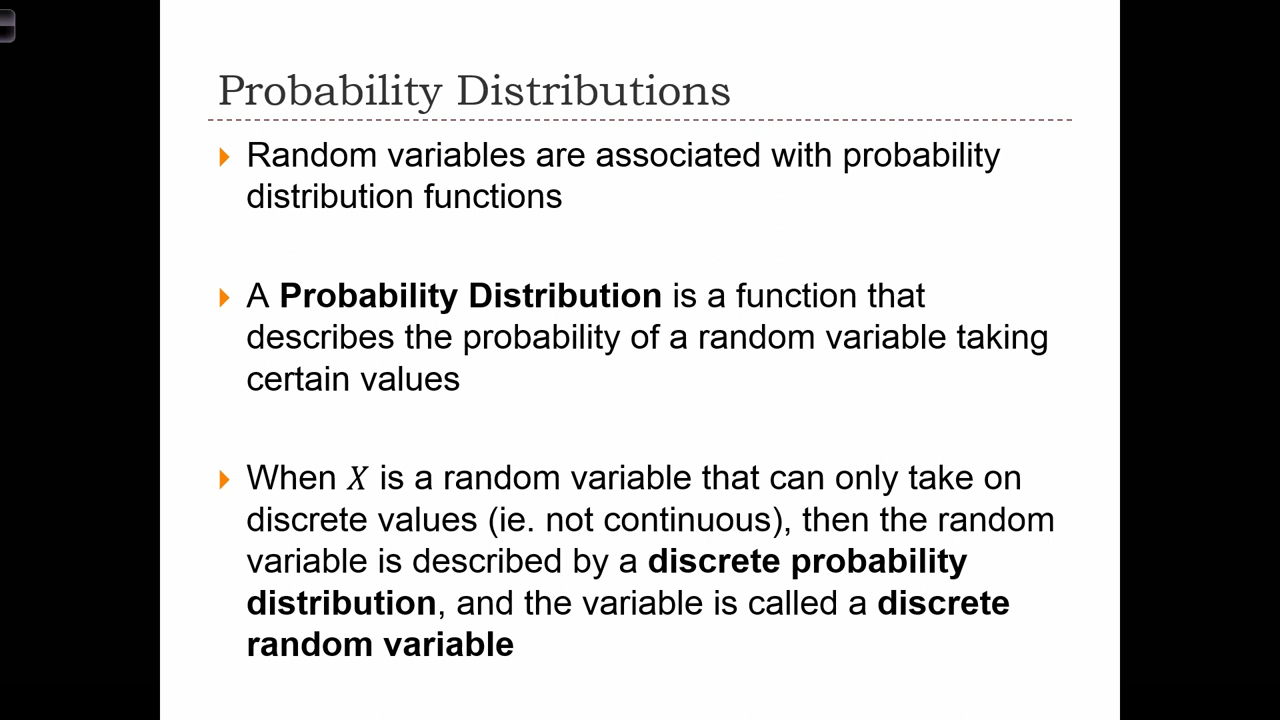 Probability Distributions
Random variables are associated with probability
distribution functions
A Probability Distribution is a function that
describes the probability of a random variable taking
certain values
When X is a random variable that can only take on
discrete values (ie. not continuous), then the random
variable is described by a discrete probability
distribution, and the variable is called a discrete
random variable